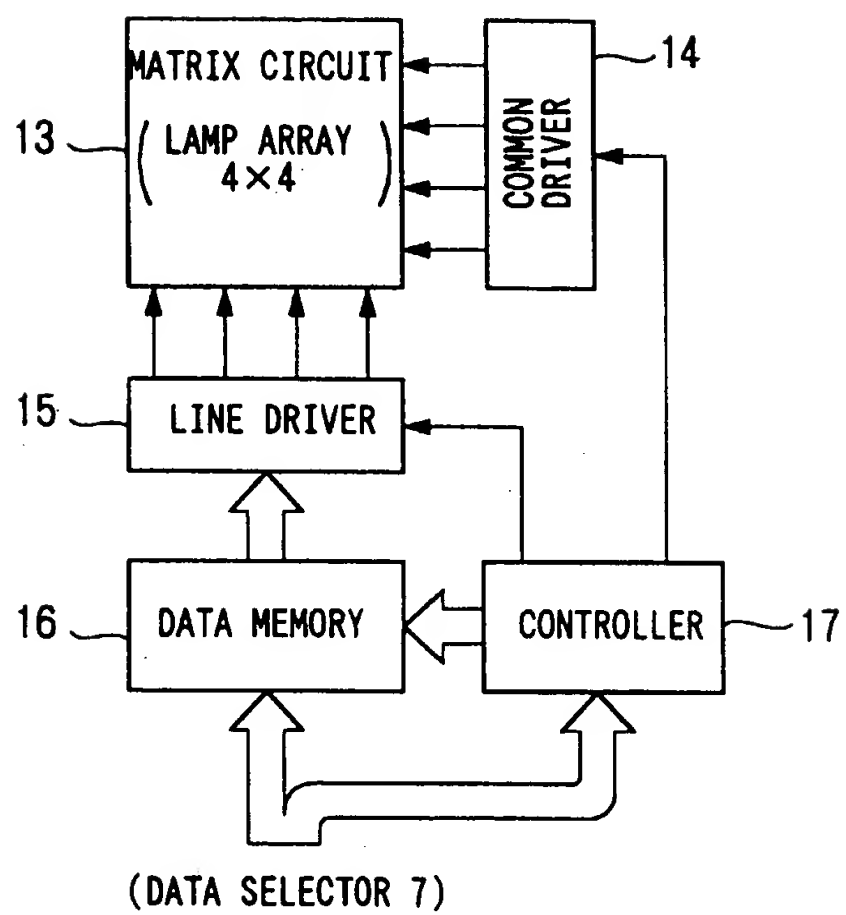 MATRIX CIRCUIT
( LAMP ARRAY
4×4 )
13
14
COMMON
DRIVER
15
LINE DRIVER
16
DATA MEMORY
CONTROLLER
17
(DATA SELECTOR 7)